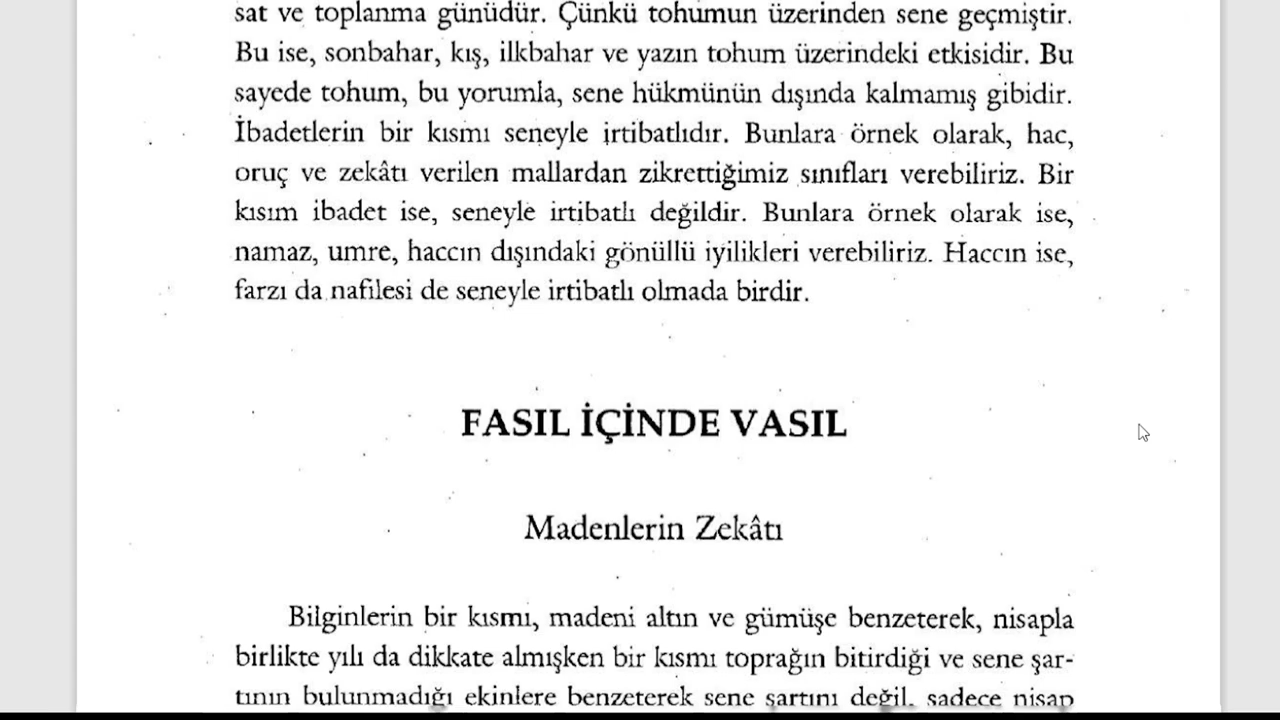 sat ve toplanma günüdür. Çünkü tohumun üzerinden sene geçmiştir.
Bu ise, sonbahar, kış, ilkbahar ve yazın tohum üzerindeki etkisidir. Bu
sayede tohum, bu yorumla, sene hükmünün dışında kalmamış gibidir.
İbadetlerin bir kısmı seneyle irtibatlıdır. Bunlara örnek olarak, hac,
oruç ve zekâtı verilen mallardan zikrettiğimiz sınıfları verebiliriz. Bir
kısım ibadet ise, seneyle irtibatlı değildir. Bunlara örnek olarak ise,
namaz, umre, haccın dışındaki gönüllü iyilikleri verebiliriz. Haccın ise,
farzı da nafilesi de seneyle irtibatlı olmada birdir.
FASIL İÇİNDE VASIL
Madenlerin Zekâtı
Bilginlerin bir kısmı, madeni altın ve gümüşe benzeterek, nisapla
birlikte yılı da dikkate almışken bir kısmı toprağın bitirdiği ve sene şar-
tının bulunmadığı ekinlere benzeterek sene şartını değil, sadece nisap